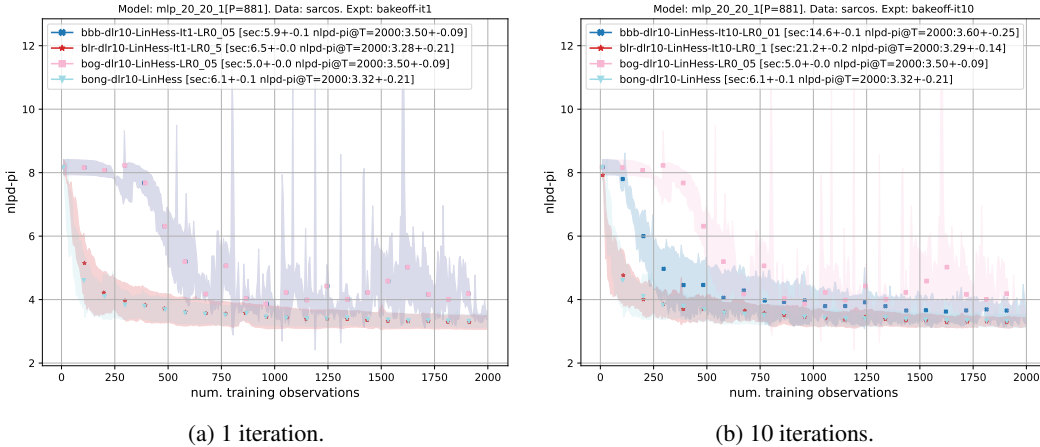 Model: mlp_20_20_1[P=881]. Data: sarcos. Expt: bakeoff-it1
bbb-dlr10-LinHess-It1-LR0_05 [sec:5.9+-0.1 nlpd-pi@T=2000:3.50+-0.09]
blr-dlr10-LinHess-It1-LR0_5 [sec:6.5+-0.0 nlpd-pi@T=2000:3.28+-0.21]
bog-dlr10-LinHess-LR0_05 [sec:5.0+-0.0 nlpd-pi@T=2000:3.50+-0.09]
bong-dlr10-LinHess [sec:6.1+-0.1 nlpd-pi@T=2000:3.32+-0.21]
12
10
8
6
4
2
nlpd-pi
0 250 500 750 1000 1250 1500 1750 2000
num. training observations
(a) 1 iteration.
Model: mlp_20_20_1[P=881]. Data: sarcos. Expt: bakeoff-it10
bbb-dlr10-LinHess-It10-LR0_01 [sec:14.6+-0.1 nlpd-pi@T=2000:3.60+-0.25]
blr-dlr10-LinHess-It10-LR0_1 [sec:21.2+-0.2 nlpd-pi@T=2000:3.29+-0.14]
bog-dlr10-LinHess-LR0_05 [sec:5.0+-0.0 nlpd-pi@T=2000:3.50+-0.09]
bong-dlr10-LinHess [sec:6.1+-0.1 nlpd-pi@T=2000:3.32+-0.21]
12
10
8
6
4
2
nlpd-pi
0 250 500 750 1000 1250 1500 1750 2000
num. training observations
(b) 10 iterations.